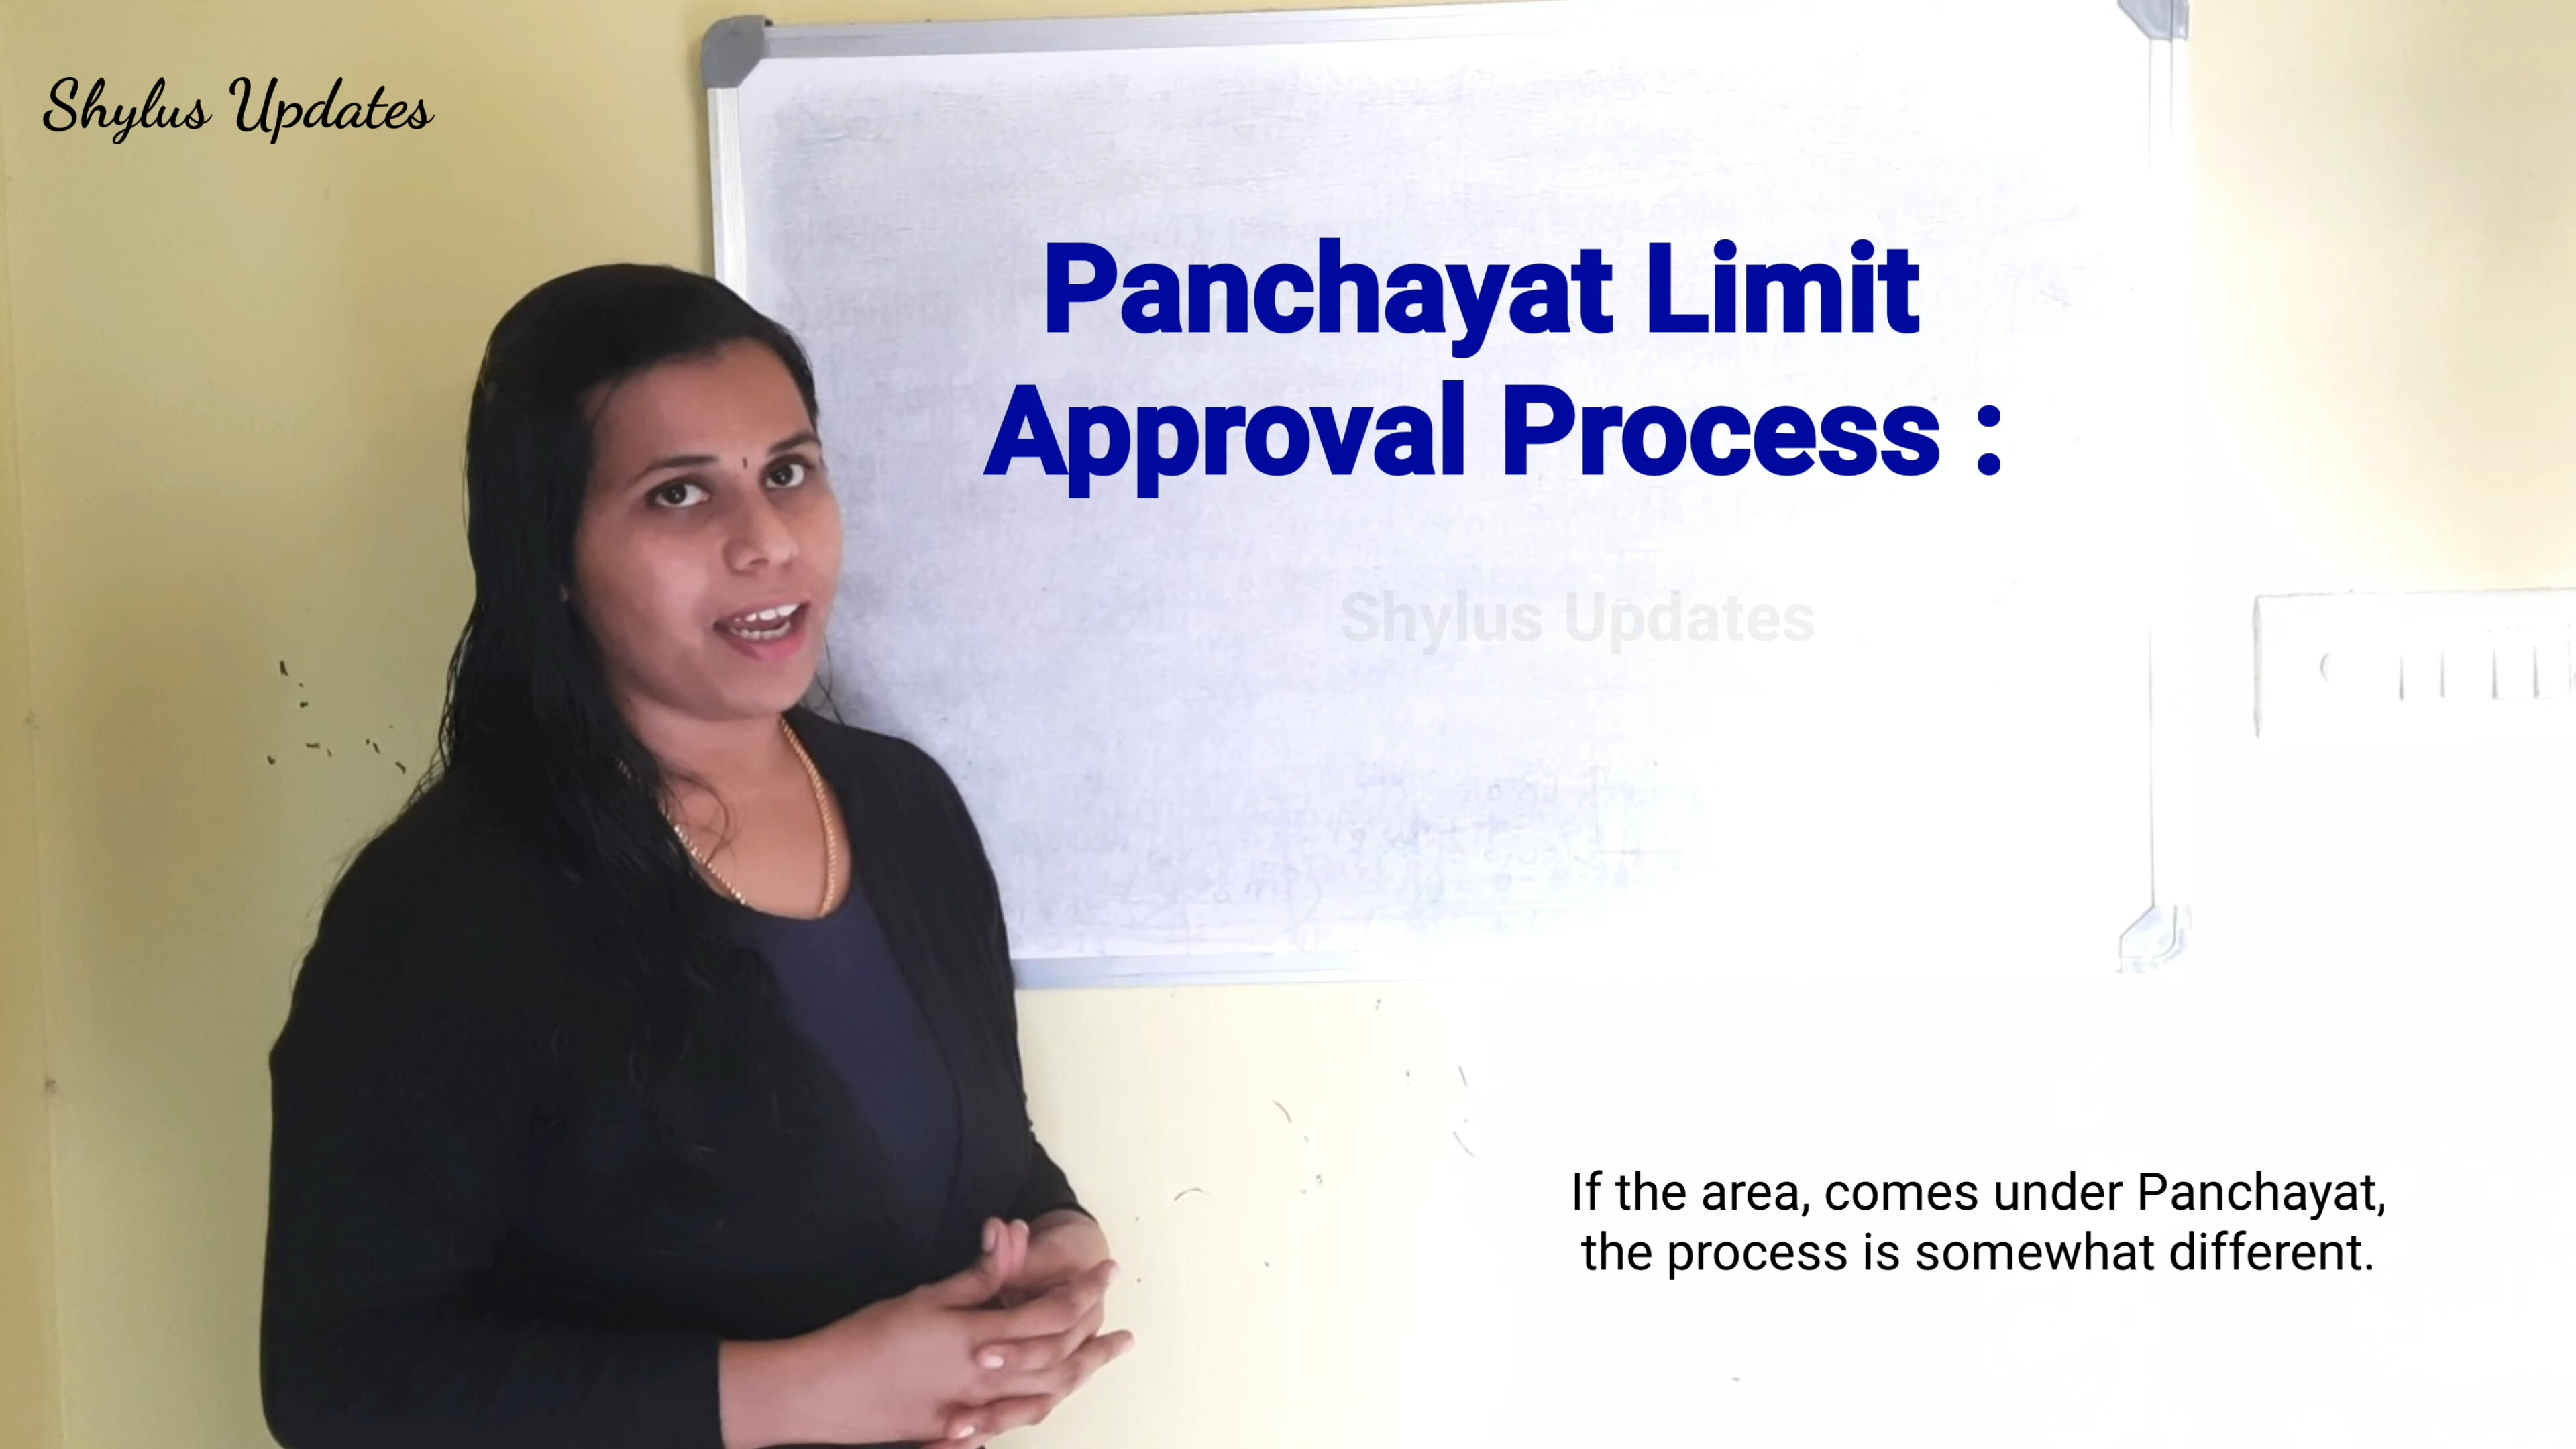 Shylus Updates
Panchayat Limit
Approval Process :
Shylus Updates
If the area, comes under Panchayat,
the process is somewhat different.